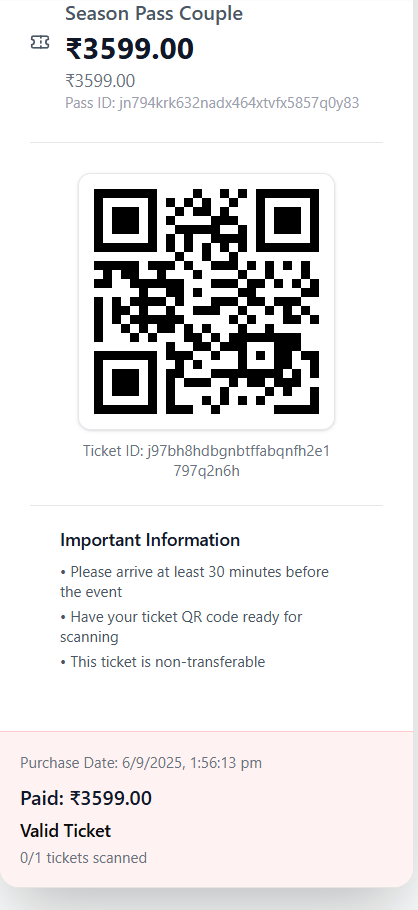 Season Pass Couple
₹3599.00
₹3599.00
Pass ID: jn794krk632nadx464xtvfx5857q0y83
Ticket ID: j97bh8hdbgnbtffabqnfh2e1
797q2n6h
Important Information
• Please arrive at least 30 minutes before
the event
• Have your ticket QR code ready for
scanning
• This ticket is non-transferable
Purchase Date: 6/9/2025, 1:56:13 pm
Paid: ₹3599.00
Valid Ticket
0/1 tickets scanned